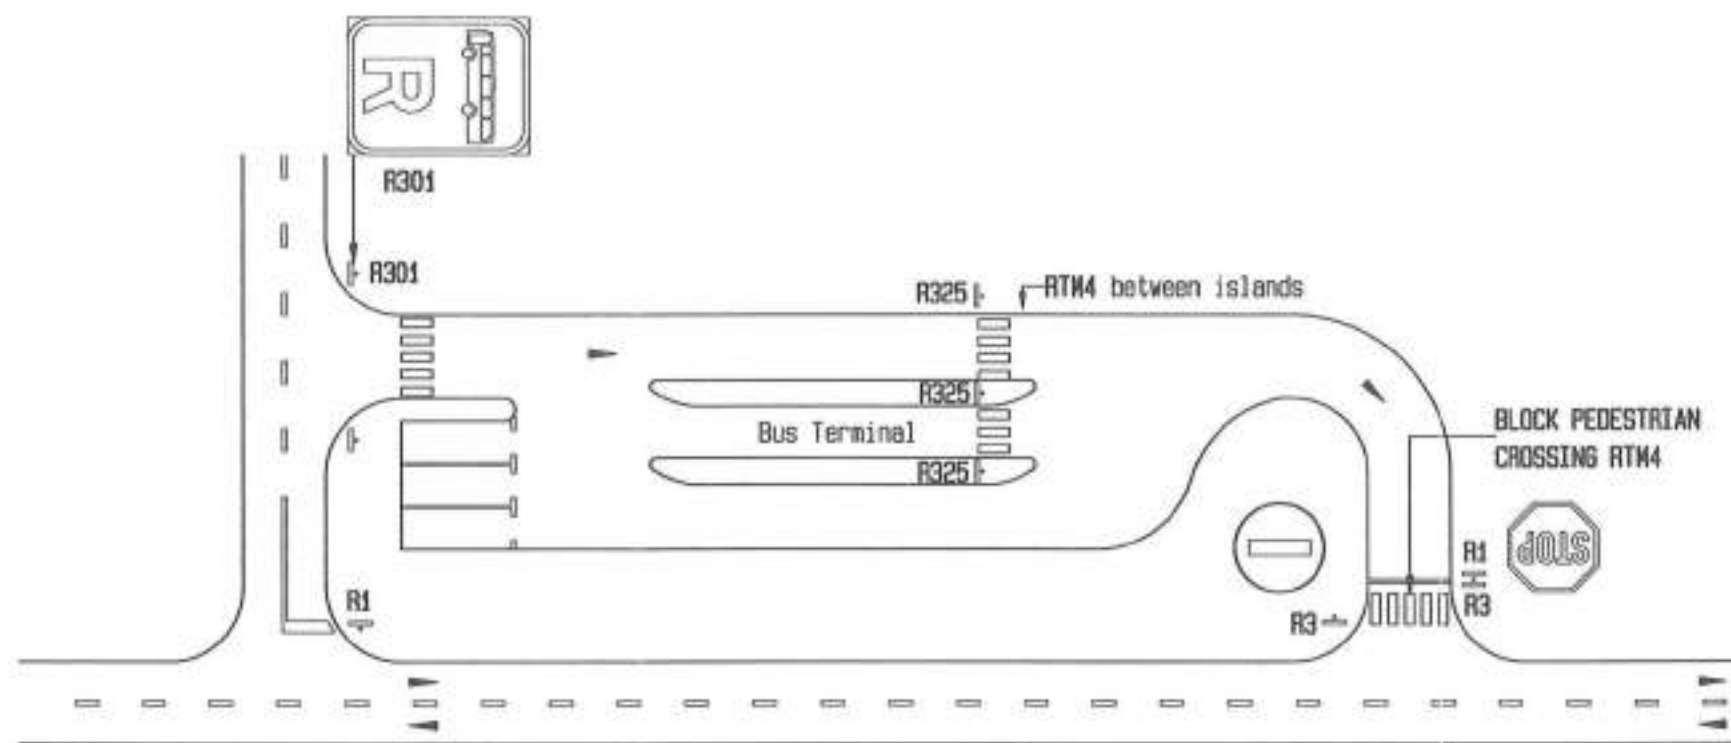 R
R301
R301
R325
RTM4 between islands
R325
Bus Terminal
R325
BLOCK PEDESTRIAN
CROSSING RTM4
STOP
R1
R3
R1
R3